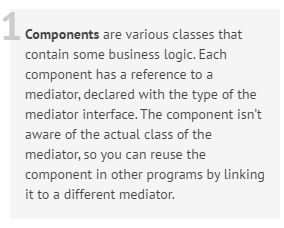 1
Components are various classes that
contain some business logic. Each
component has a reference to a
mediator, declared with the type of the
mediator interface. The component isn’t
aware of the actual class of the
mediator, so you can reuse the
component in other programs by linking
it to a different mediator.